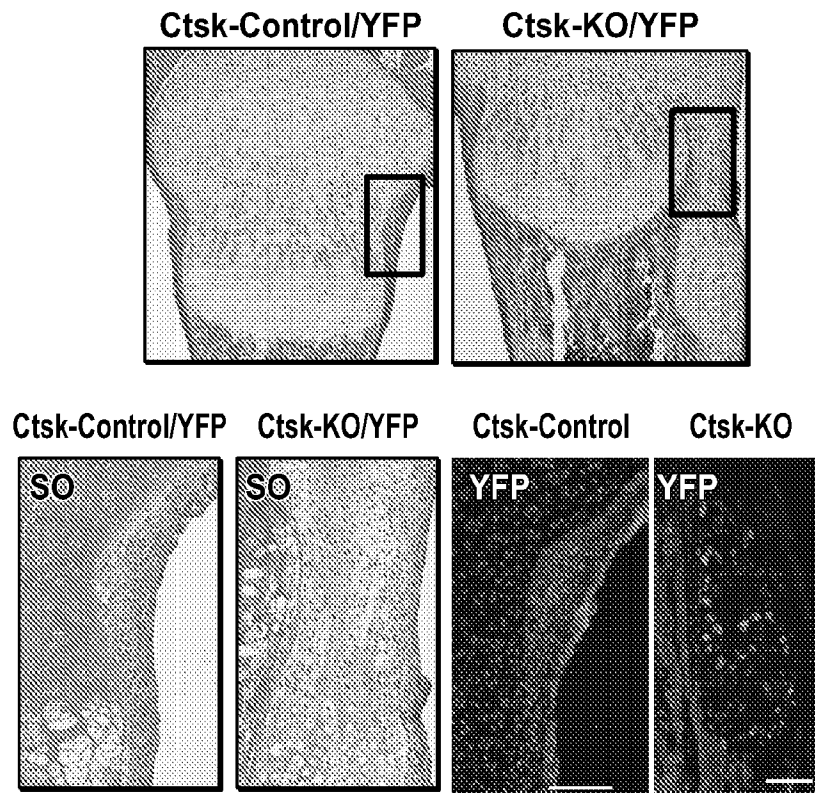 Ctsk-Control/YFP Ctsk-KO/YFP
Ctsk-Control/YFP Ctsk-KO/YFP Ctsk-Control Ctsk-KO
SO SO YFP YFP